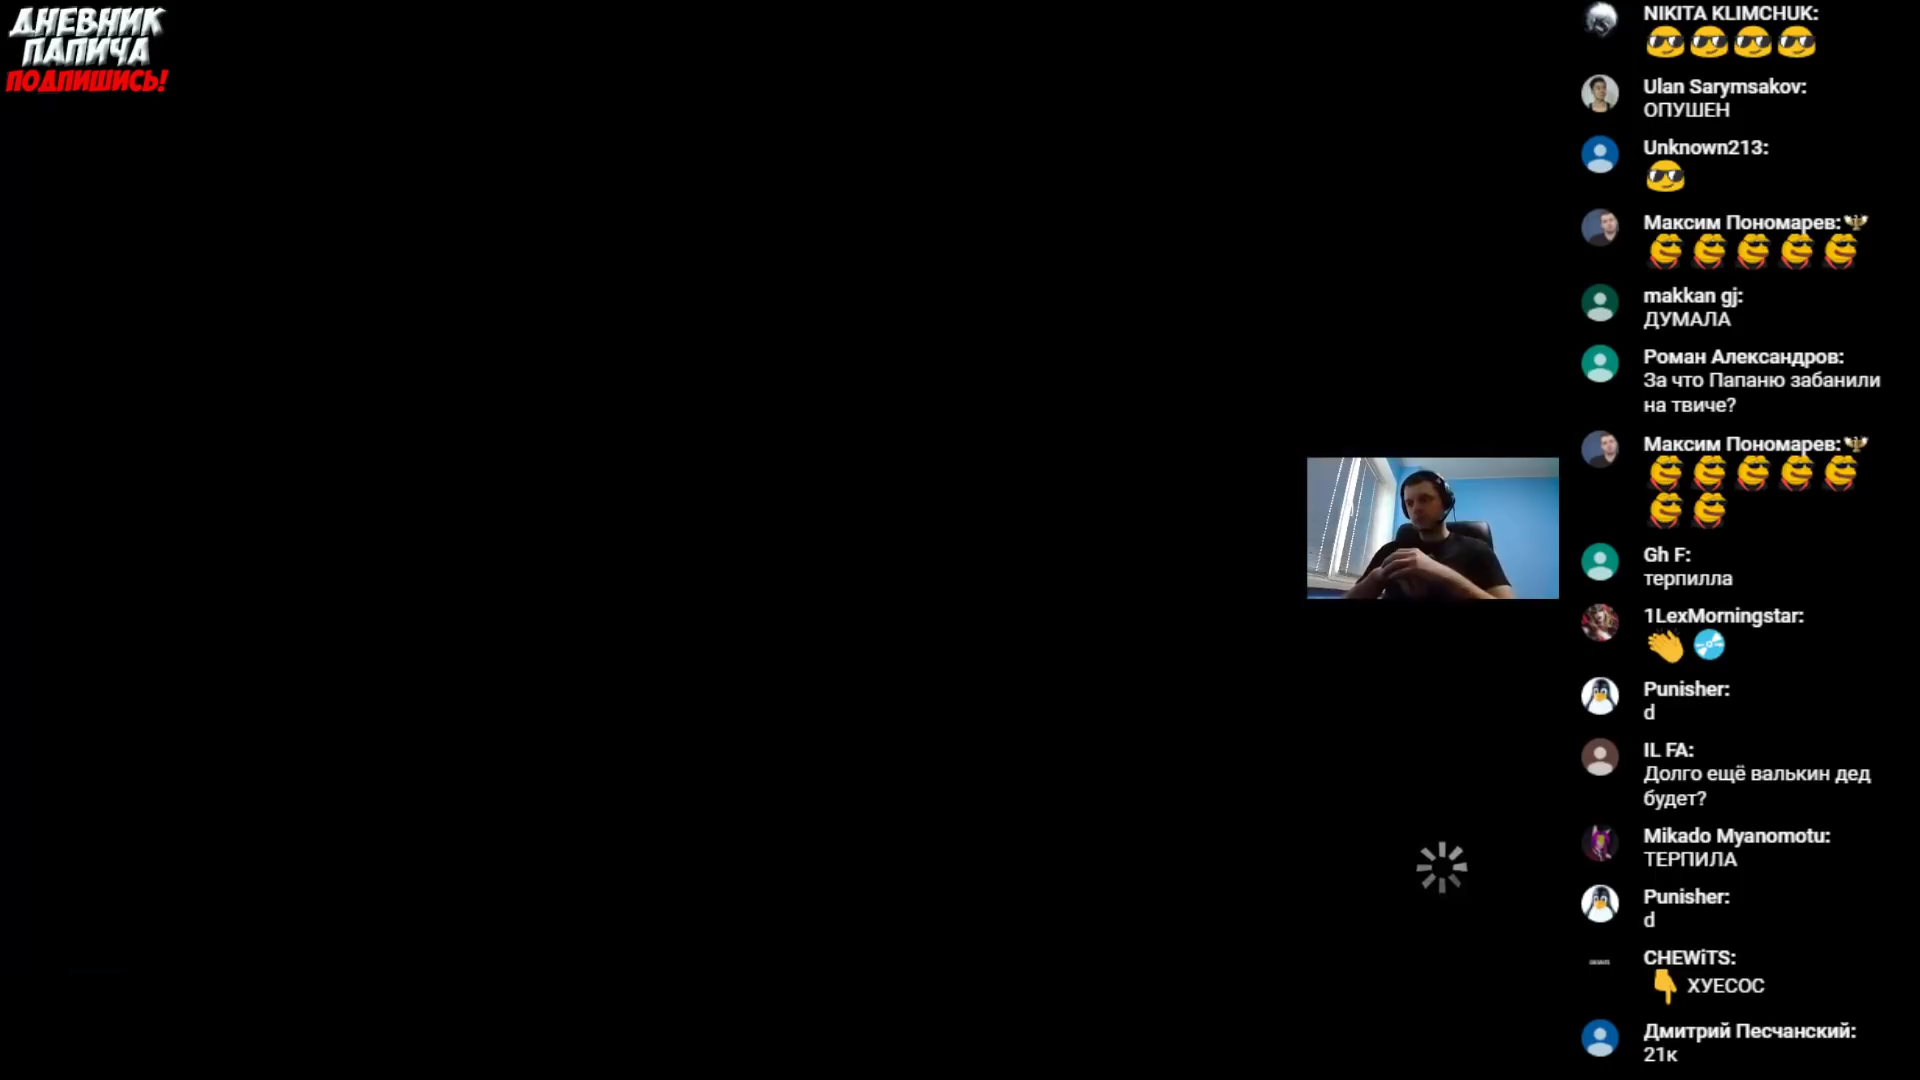 ДНЕВНИК
ПАПИЧА
ПОДПИШИСЬ!
NIKITA KLIMCHUK:
Ulan Sarymsakov:
ОПУШЕН
Unknown213:
Максим Пономарев:
makkan gj:
ДУМАЛА
Роман Александров:
За что Папаню забанили
на твиче?
Максим Пономарев:
Gh F:
терпилла
1LexMorningstar:
Punisher:
d
IL FA:
Долго ещё валькин дед
будет?
Mikado Myanomotu:
ТЕРПИЛА
Punisher:
d
CHEWiTS:
ХУЕСОС
Дмитрий Песчанский:
21к